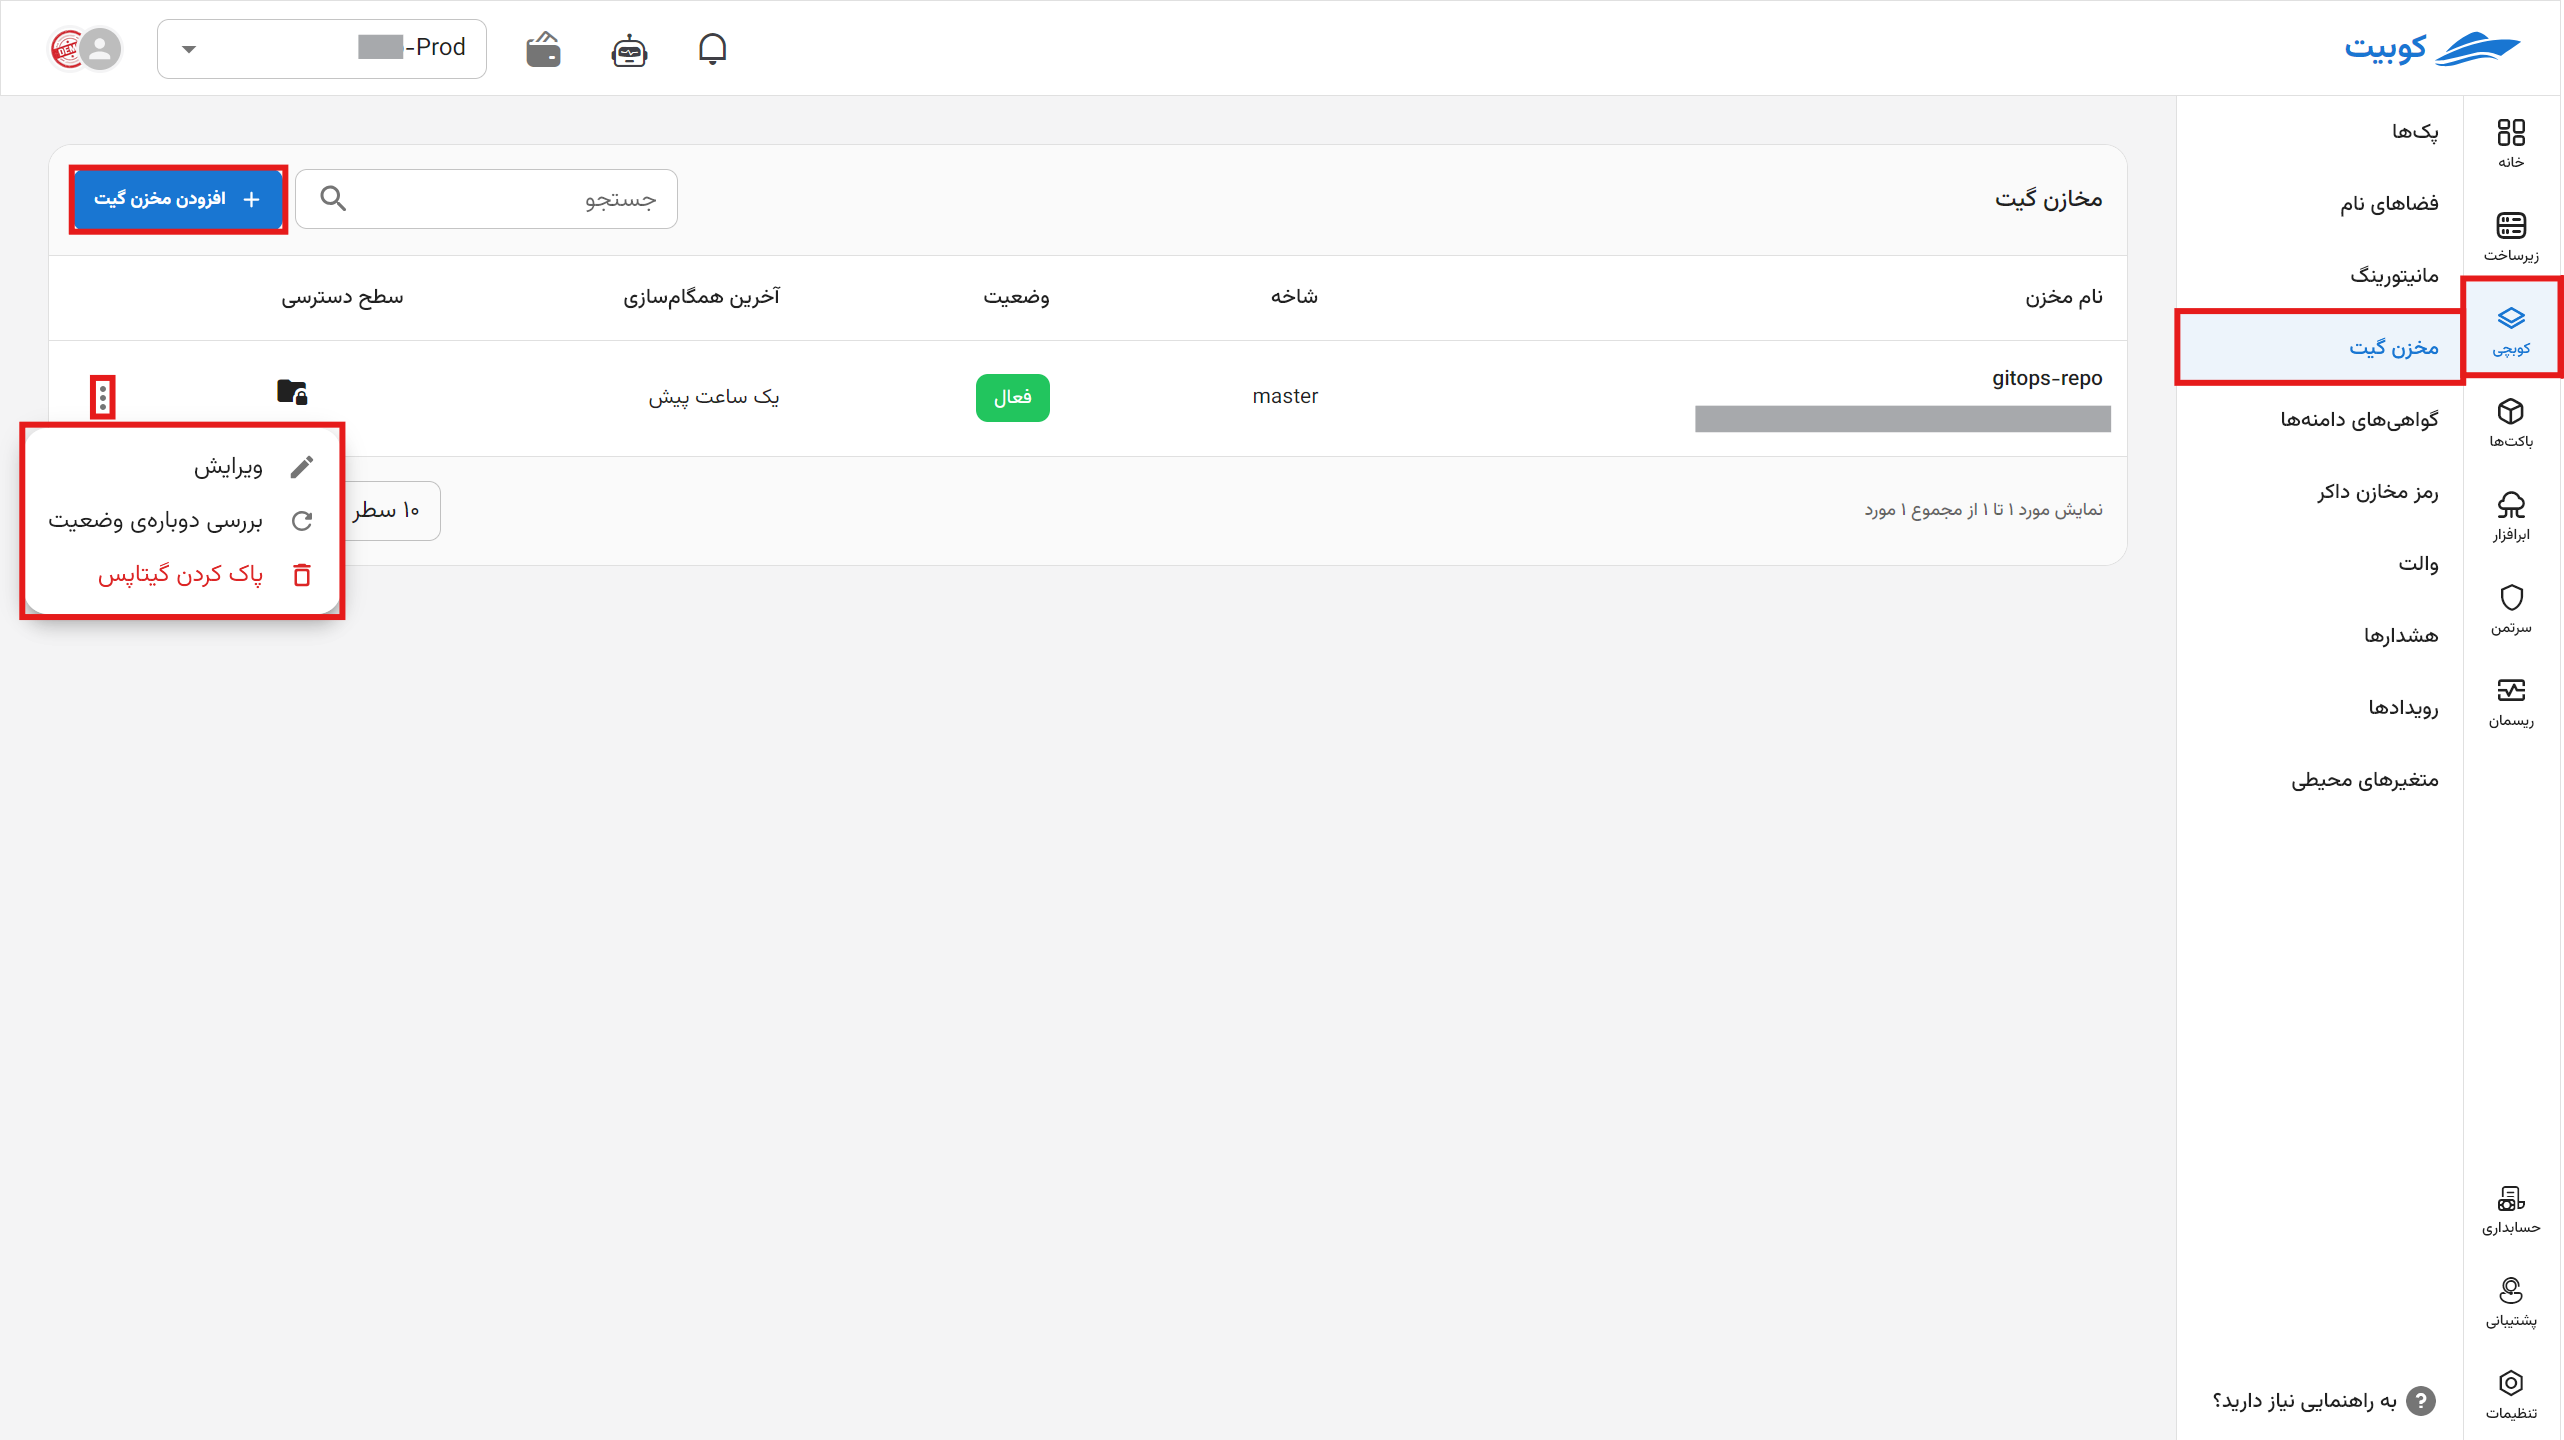 کوبیت
-Prod
DEMO
خانه
زیرساخت
کوبچی
باکت‌ها
ابرافزار
سرتمن
ریسمان
حسابداری
پشتیبانی
تنظیمات
پک‌ها
فضاهای نام
مانیتورینگ
مخزن گیت
گواهی‌های دامنه‌ها
رمز مخازن داکر
والت
هشدارها
رویدادها
متغیرهای محیطی
به راهنمایی نیاز دارید؟
مخازن گیت
جستجو
افزودن مخزن گیت
نام مخزن شاخه وضعیت آخرین همگام‌سازی سطح دسترسی
gitops-repo
master فعال یک ساعت پیش
نمایش مورد ۱ تا ۱ از مجموع ۱ مورد
۱۰ سطر
ویرایش
بررسی دوباره‌ی وضعیت
پاک کردن گیتاپس